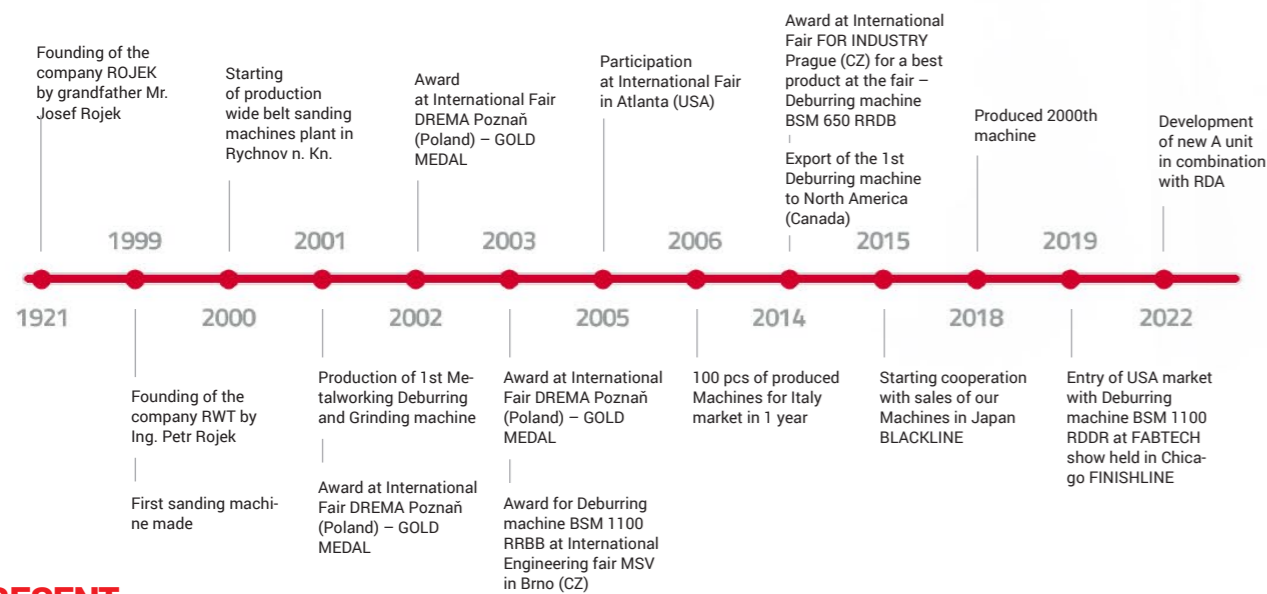 Founding of the
company ROJEK
by grandfather Mr.
Josef Rojek
Starting
of production
wide belt sanding
machines plant in
Rychnov n. Kn.
Award
at International Fair
DREMA Poznaň
(Poland) – GOLD
MEDAL
Participation
at International Fair
in Atlanta (USA)
Award at International
Fair FOR INDUSTRY
Prague (CZ) for a best
product at the fair –
Deburring machine
BSM 650 RRDB
Export of the 1st
Deburring machine
to North America
(Canada)
Produced 2000th
machine
Development
of new A unit
in combination
with RDA
1999
2001
2003
2006
2015
2019
1921
2000
2002
2005
2014
2018
2022
Founding of the
company RWT by
Ing. Petr Rojek
First sanding machi-
ne made
Production of 1st Me-
talworking Deburring
and Grinding machine
Award at International
Fair DREMA Poznaň
(Poland) – GOLD
MEDAL
Award at International
Fair DREMA Poznaň
(Poland) – GOLD
MEDAL
Award for Deburring
machine BSM 1100
RRBB at International
Engineering fair MSV
in Brno (CZ)
100 pcs of produced
Machines for Italy
market in 1 year
Starting cooperation
with sales of our
Machines in Japan
BLACKLINE
Entry of USA market
with Deburring
machine BSM 1100
RDDR at FABTECH
show held in Chica-
go FINISHLINE